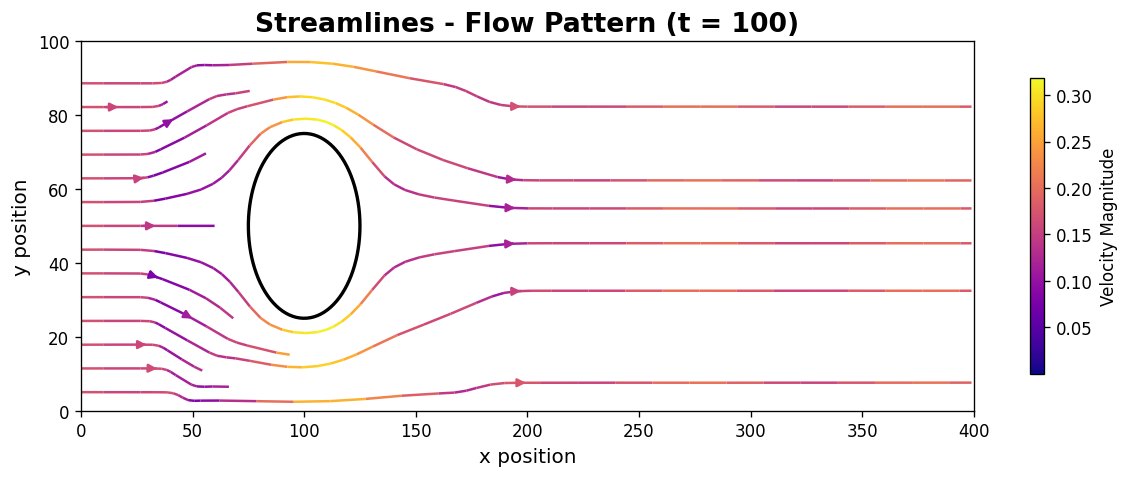 Streamlines - Flow Pattern (t = 100)
100
80
60
40
20
0
y position
0 50 100 150 200 250 300 350 400
x position
0.30
0.25
0.20
0.15
0.10
0.05
Velocity Magnitude